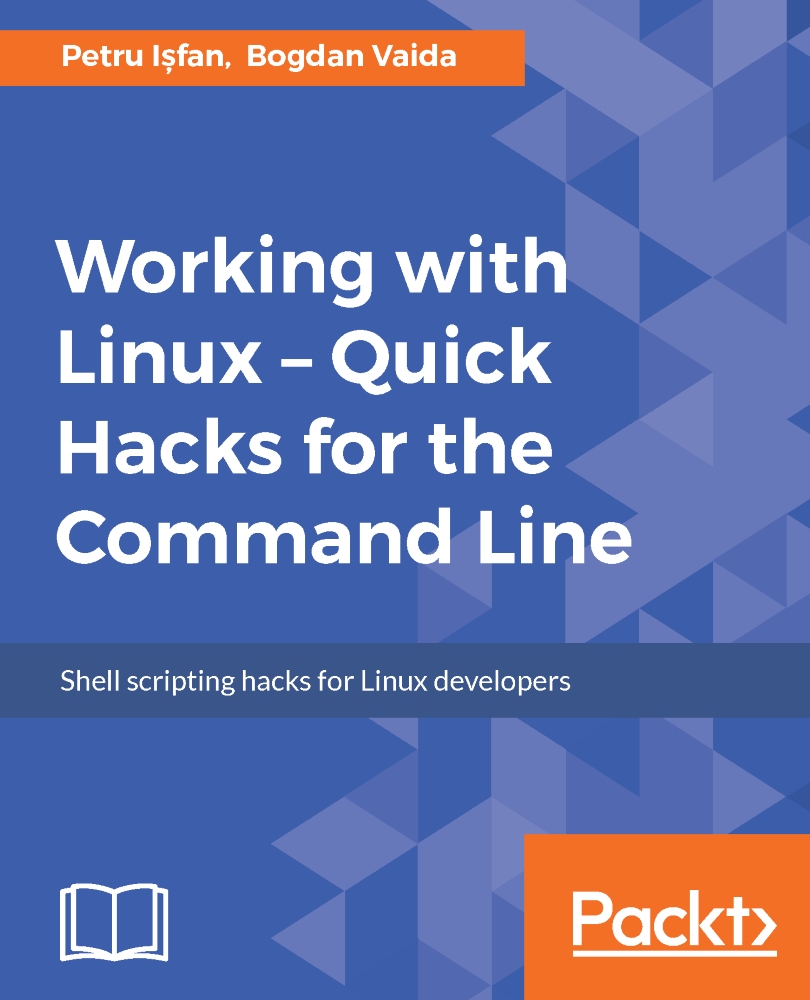 Petru Ișfan, Bogdan Vaida
Working with
Linux – Quick
Hacks for the
Command Line
Shell scripting hacks for Linux developers
Packt>